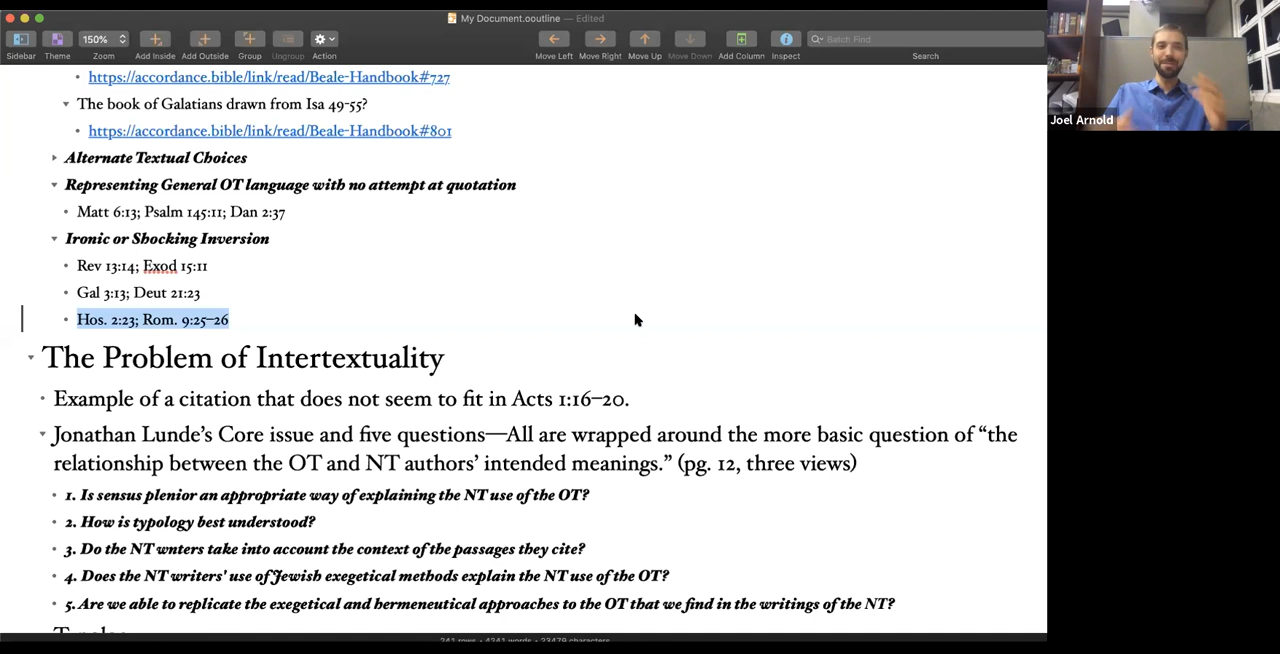 My Document.ooutline — Edited
150%
Batch Find
Sidebar Theme Zoom Add Inside Add Outside Group Ungroup Action Move Left Move Right Move Up Move Down Add Column Inspect Search
https://accordance.bible/link/read/Beale-Handbook#727
The book of Galatians drawn from Isa 49-55?
https://accordance.bible/link/read/Beale-Handbook#801
Alternate Textual Choices
Representing General OT language with no attempt at quotation
Matt 6:13; Psalm 145:11; Dan 2:37
Ironic or Shocking Inversion
Rev 13:14; Exod 15:11
Gal 3:13; Deut 21:23
Hos. 2:23; Rom. 9:25–26
The Problem of Intertextuality
Example of a citation that does not seem to fit in Acts 1:16–20.
Jonathan Lunde’s Core issue and five questions—All are wrapped around the more basic question of “the
relationship between the OT and NT authors’ intended meanings.” (pg. 12, three views)
1. Is sensus plenior an appropriate way of explaining the NT use of the OT?
2. How is typology best understood?
3. Do the NT wnters take into account the context of the passages they cite?
4. Does the NT writers' use of Jewish exegetical methods explain the NT use of the OT?
5. Are we able to replicate the exegetical and hermeneutical approaches to the OT that we find in the writings of the NT?
241 rows • 4241 words • 23479 characters
Joel Arnold